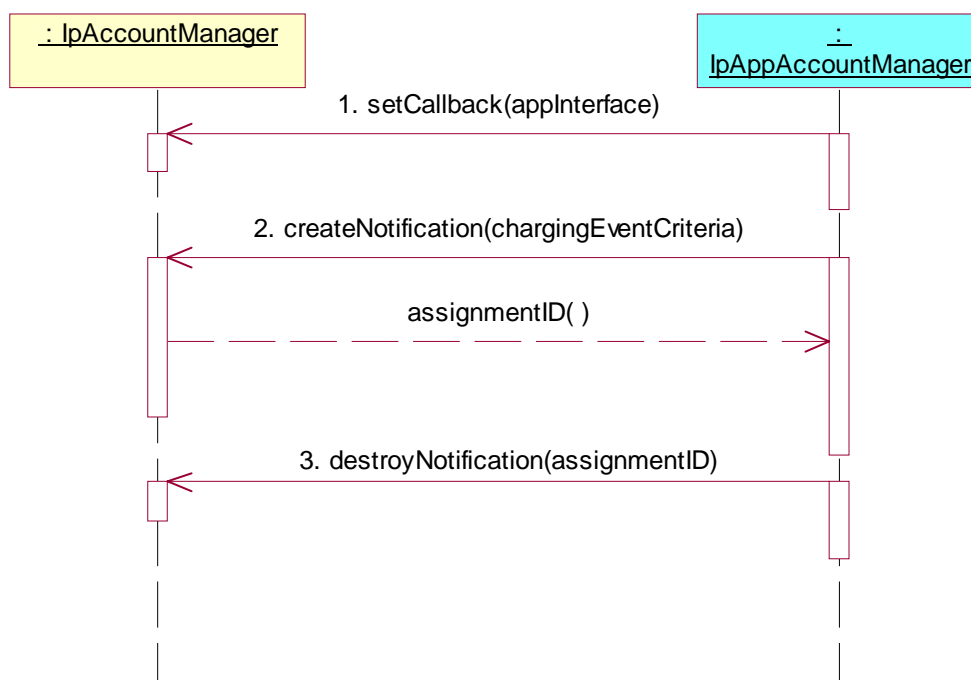 : IpAccountManager
:
IpAppAccountManager
1. setCallback(appInterface)
2. createNotification(chargingEventCriteria)
assignmentID( )
3. destroyNotification(assignmentID)